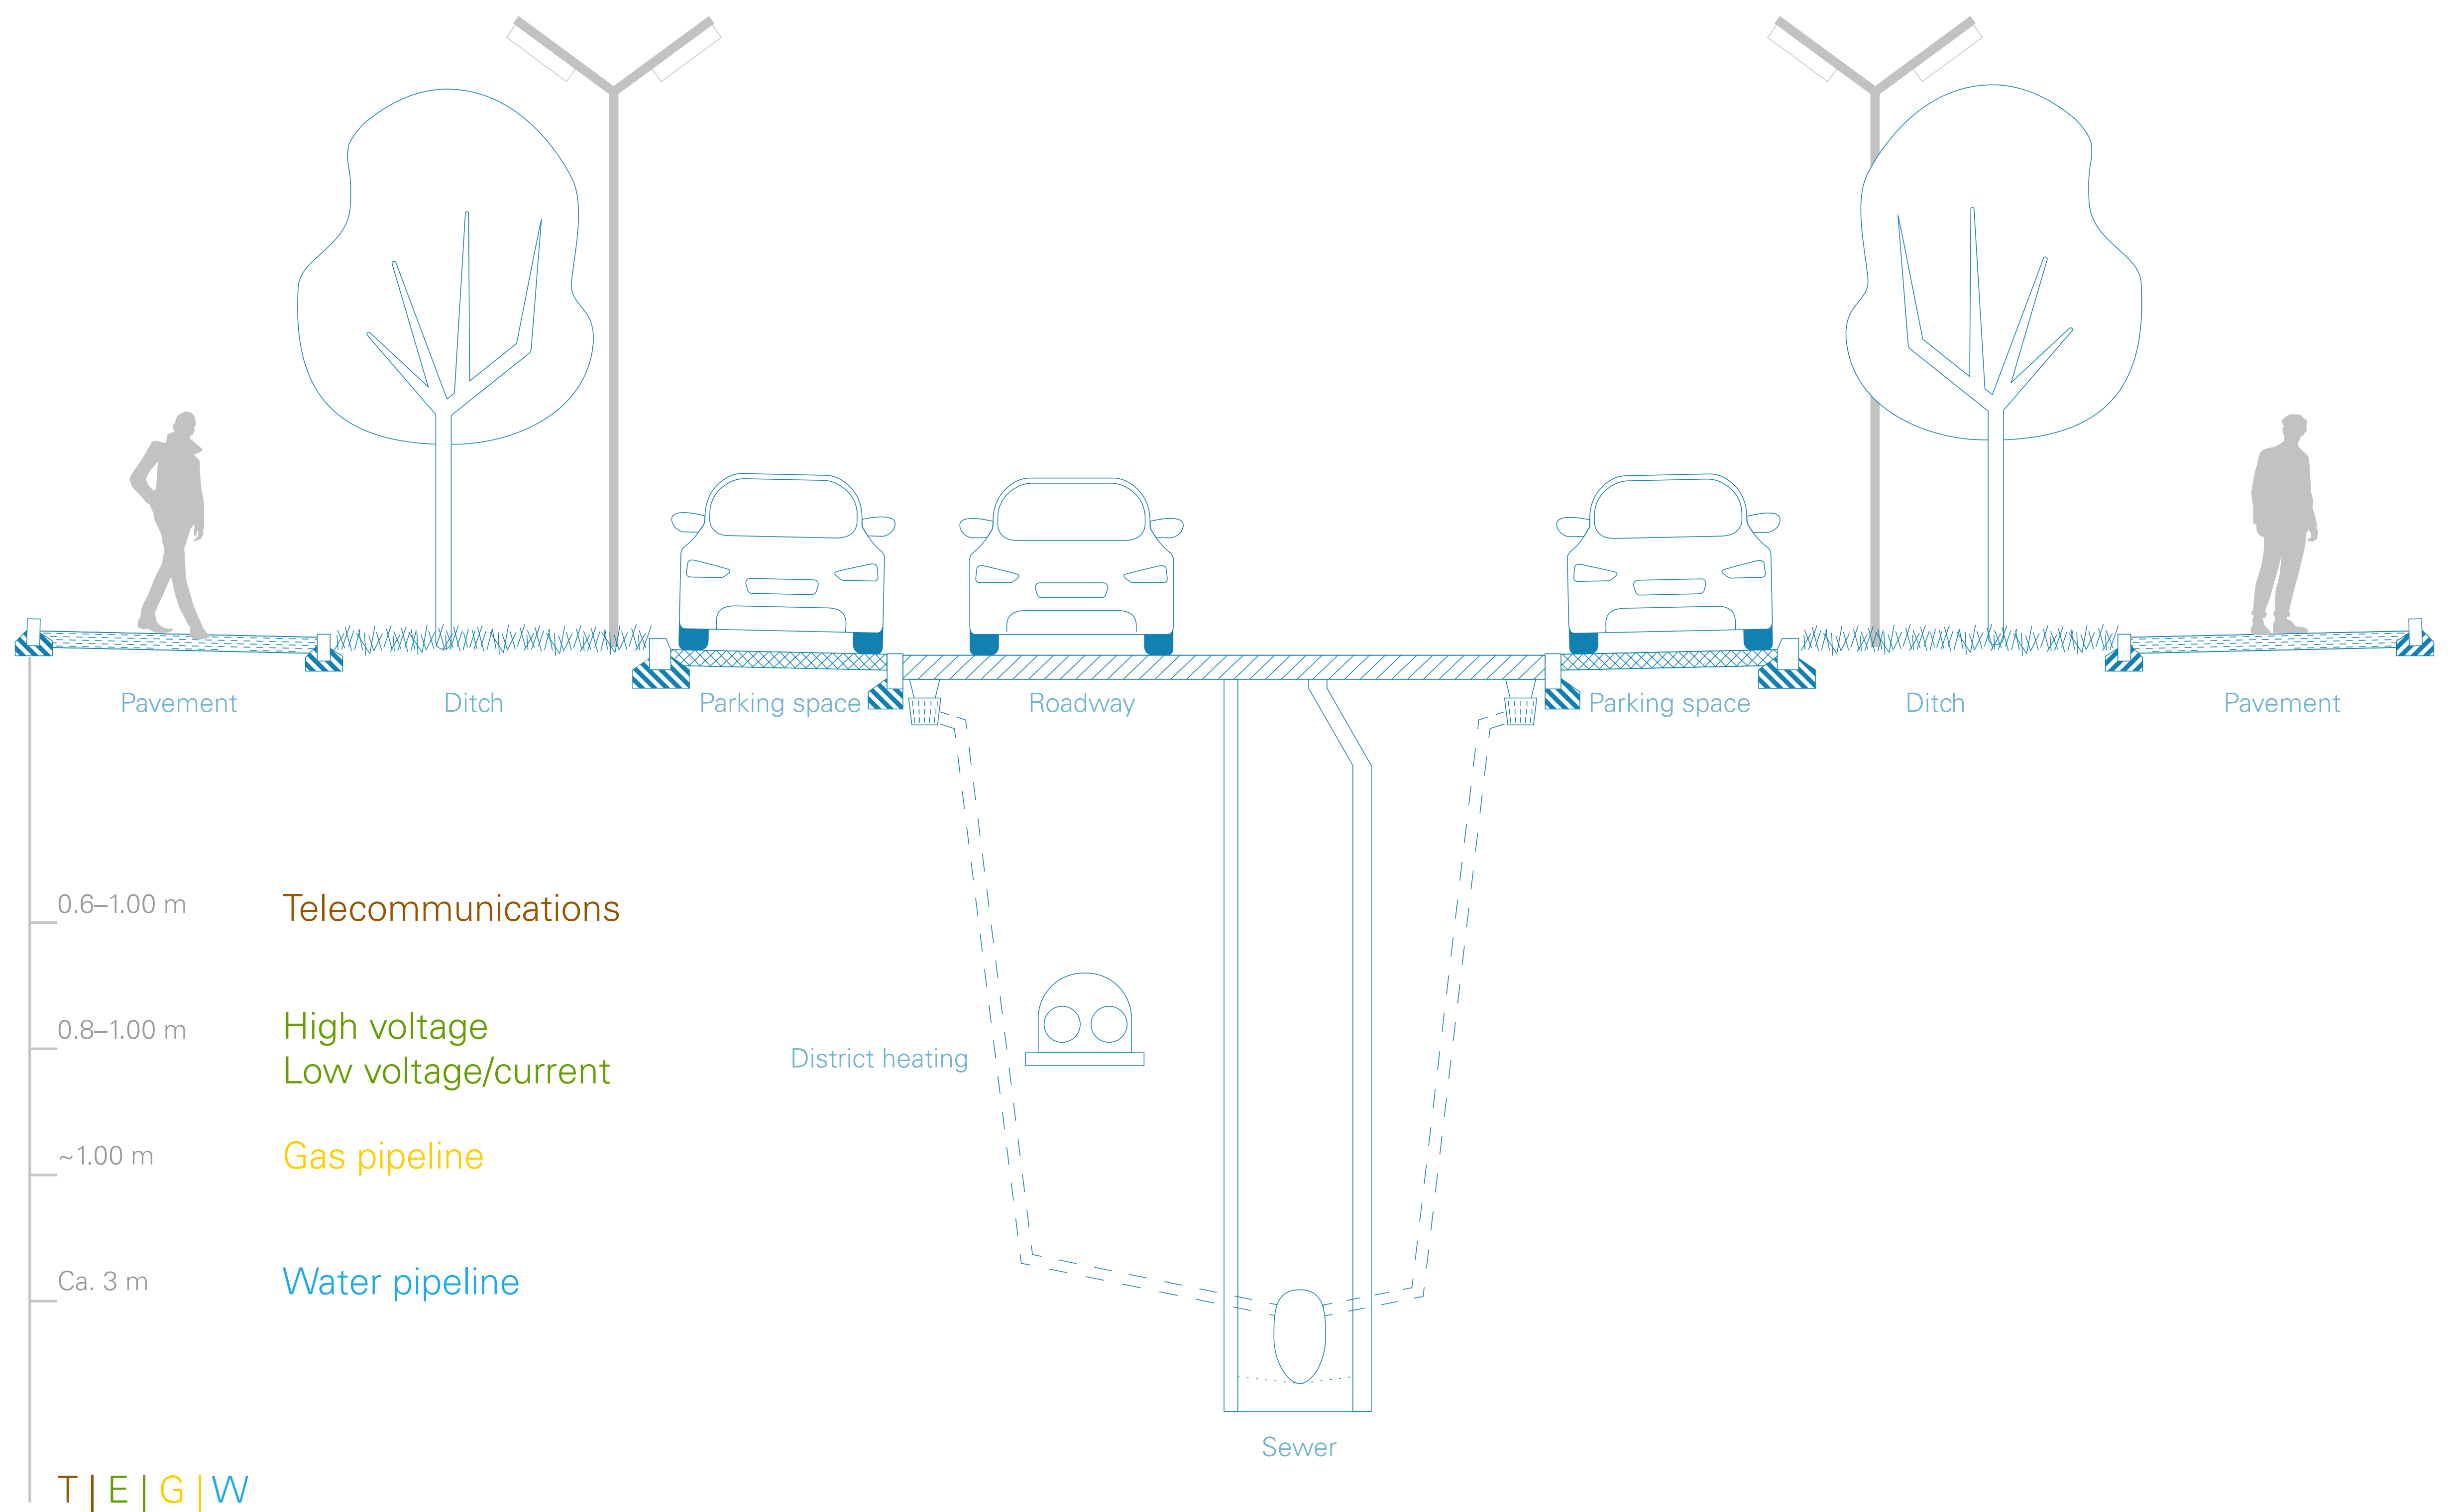 Pavement
Ditch
Parking space
Roadway
Parking space
Ditch
Pavement
0.6–1.00 m
Telecommunications
0.8–1.00 m
High voltage
Low voltage/current
District heating
~1.00 m
Gas pipeline
Ca. 3 m
Water pipeline
Sewer
T | E | G | W